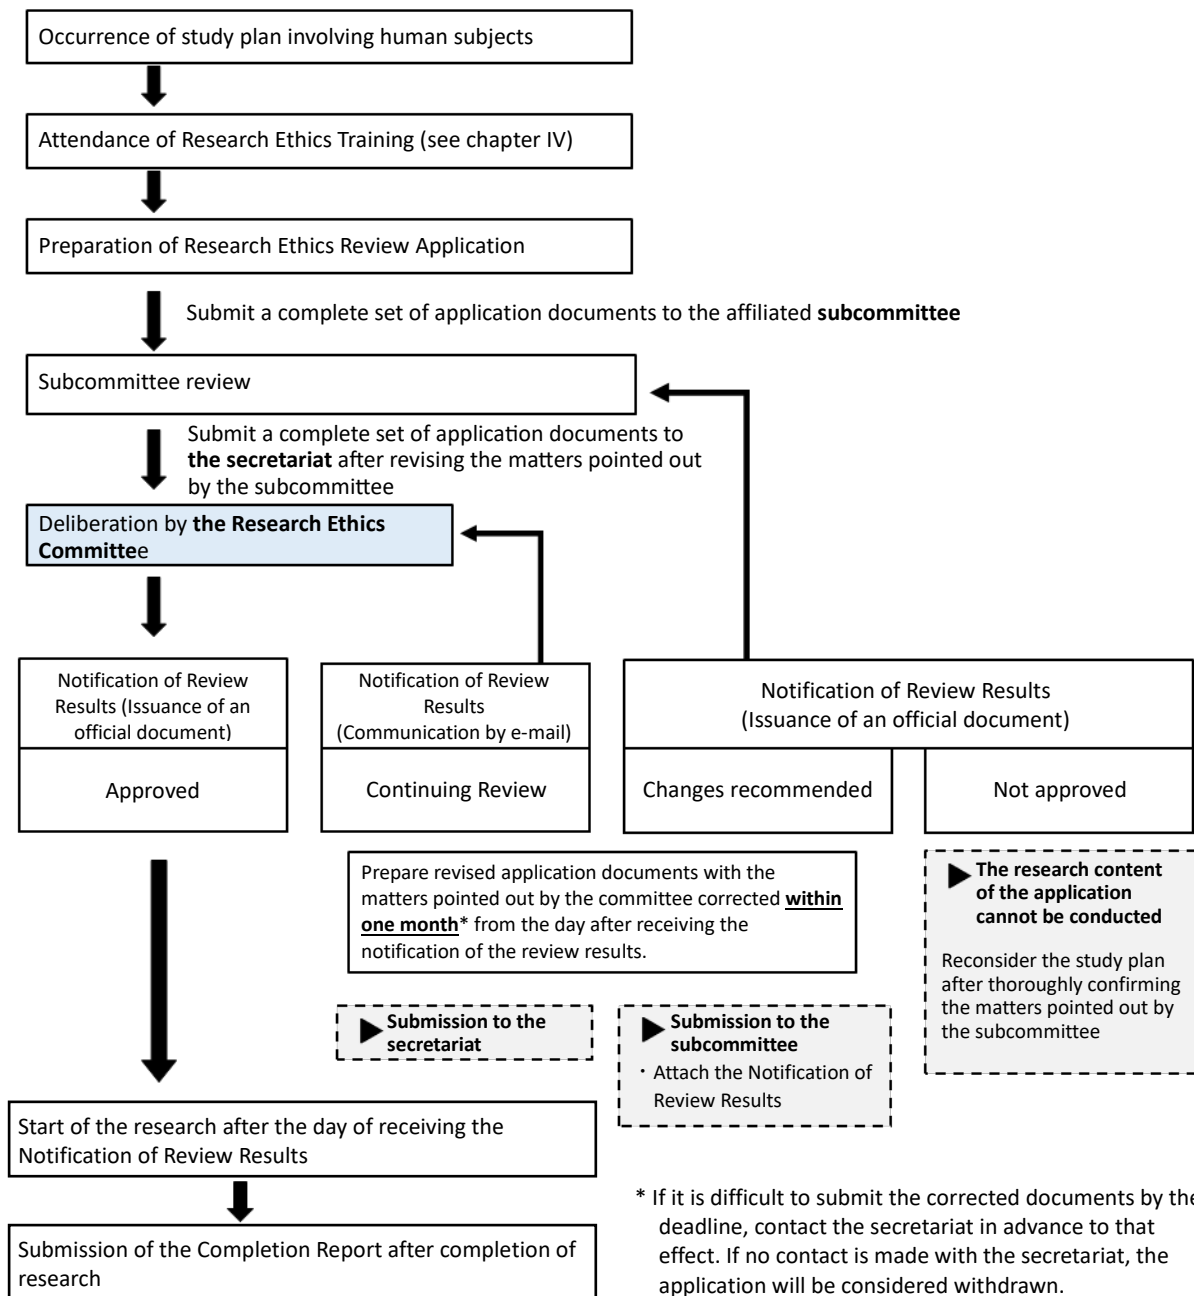 Occurrence of study plan involving human subjects
Attendance of Research Ethics Training (see chapter IV)
Preparation of Research Ethics Review Application
Submit a complete set of application documents to the affiliated subcommittee
Subcommittee review
Submit a complete set of application documents to
the secretariat after revising the matters pointed out
by the subcommittee
Deliberation by the Research Ethics
Committee
Notification of Review
Results (Issuance of an
official document)
Approved
Notification of Review
Results
(Communication by e-mail)
Continuing Review
Notification of Review Results
(Issuance of an official document)
Changes recommended
Not approved
Prepare revised application documents with the
matters pointed out by the committee corrected within
one month* from the day after receiving the
notification of the review results.
▶ The research content
of the application
cannot be conducted
Reconsider the study plan
after thoroughly confirming
the matters pointed out by
the subcommittee
▶ Submission to the
secretariat
▶ Submission to the
subcommittee
・Attach the Notification of
Review Results
Start of the research after the day of receiving the
Notification of Review Results
Submission of the Completion Report after completion of
research
* If it is difficult to submit the corrected documents by the
deadline, contact the secretariat in advance to that
effect. If no contact is made with the secretariat, the
application will be considered withdrawn.